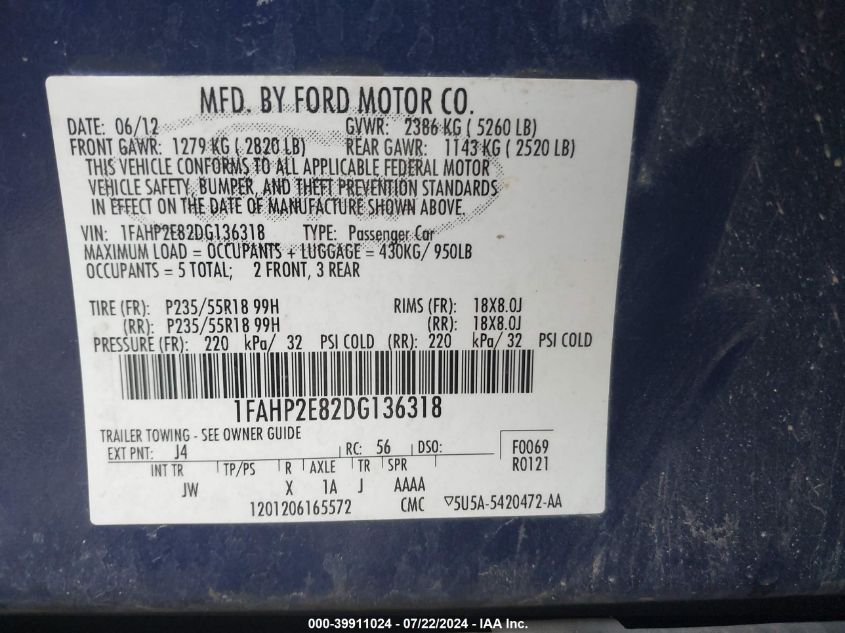 MFD. BY FORD MOTOR CO.
DATE: 06/12 GVWR: 2386 KG ( 5260 LB)
FRONT GAWR: 1279 KG ( 2820 LB) REAR GAWR: 1143 KG ( 2520 LB)
THIS VEHICLE CONFORMS TO ALL APPLICABLE FEDERAL MOTOR
VEHICLE SAFETY, BUMPER, AND THEFT PREVENTION STANDARDS
IN EFFECT ON THE DATE OF MANUFACTURE SHOWN ABOVE.
VIN: 1FAHP2E82DG136318 TYPE: Passenger Car
MAXIMUM LOAD = OCCUPANTS + LUGGAGE = 430KG/ 950LB
OCCUPANTS = 5 TOTAL; 2 FRONT, 3 REAR
TIRE (FR): P235/55R18 99H RIMS (FR): 18X8.0J
(RR): P235/55R18 99H (RR): 18X8.0J
PRESSURE (FR): 220 kPa/ 32 PSI COLD (RR): 220 kPa/ 32 PSI COLD
1FAHP2E82DG136318
TRAILER TOWING - SEE OWNER GUIDE
EXT PNT: J4 RC: 56 DSO: F0069
INT TR TP/PS R AXLE TR SPR R0121
JW X 1A J AAAA
1201206165572 CMC ▽5U5A-5420472-AA
000-39911024 - 07/22/2024 - IAA Inc.